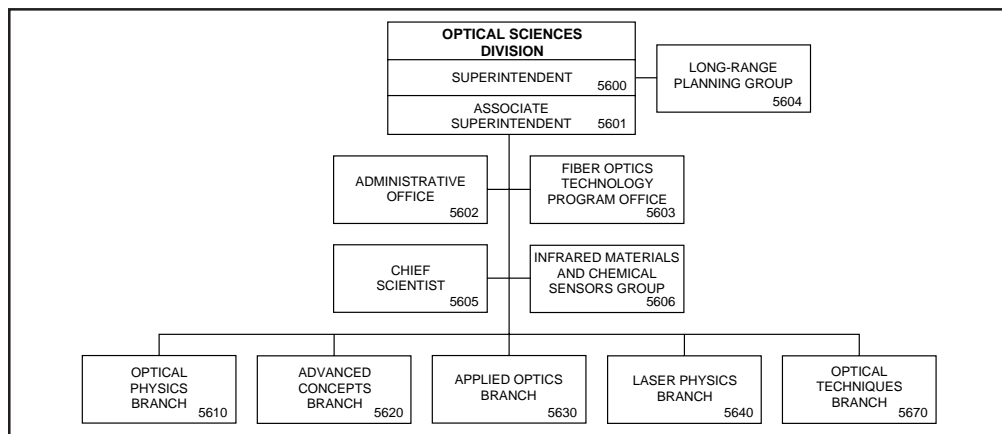 OPTICAL SCIENCES
DIVISION
SUPERINTENDENT
5600
LONG-RANGE
PLANNING GROUP
5604
ASSOCIATE
SUPERINTENDENT
5601
ADMINISTRATIVE
OFFICE
5602
FIBER OPTICS
TECHNOLOGY
PROGRAM OFFICE
5603
CHIEF
SCIENTIST
5605
INFRARED MATERIALS
AND CHEMICAL
SENSORS GROUP
5606
OPTICAL
PHYSICS
BRANCH
5610
ADVANCED
CONCEPTS
BRANCH
5620
APPLIED OPTICS
BRANCH
5630
LASER PHYSICS
BRANCH
5640
OPTICAL
TECHNIQUES
BRANCH
5670